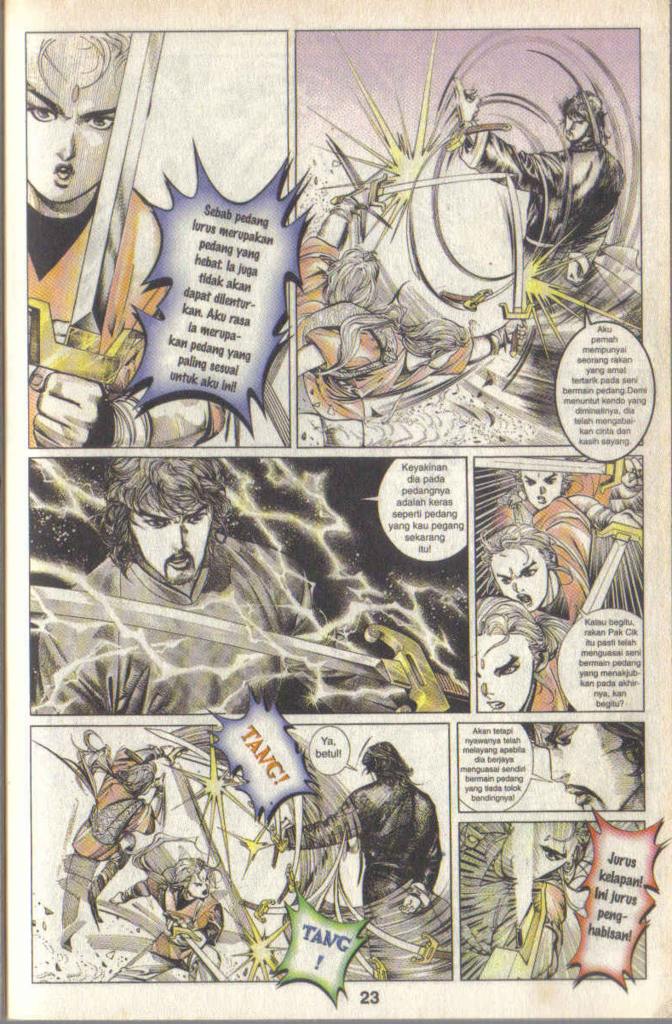 Sebab pedang
lurus merupakan
pedang yang
hebat. Ia juga
tidak akan
dapat dilentur-
kan. Aku rasa
ia merupa-
kan pedang yang
paling sesuai
untuk aku ini!
Aku
pernah
mempunyai
seorang rakan
yang amat
tertarik pada seni
bermain pedang.Demi
menuntut kendo yang
diminatinya, dia
telah mengabai-
kan cinta dan
kasih sayang.
Keyakinan
dia pada
pedangnya
adalah keras
seperti pedang
yang kau pegang
sekarang
itu!
Kalau begitu,
rakan Pak Cik
itu pasti telah
menguasai seni
bermain pedang
yang menakjub-
kan pada akhir-
nya, kan
begitu?
TANG!
Ya,
betul!
TANG
!
Akan tetapi
nyawanya telah
melayang apabila
dia berjaya
menguasai sendiri
bermain pedang
yang tiada tolok
bandingnya!
Jurus
kelapan!
Ini jurus
peng-
habisan!
23